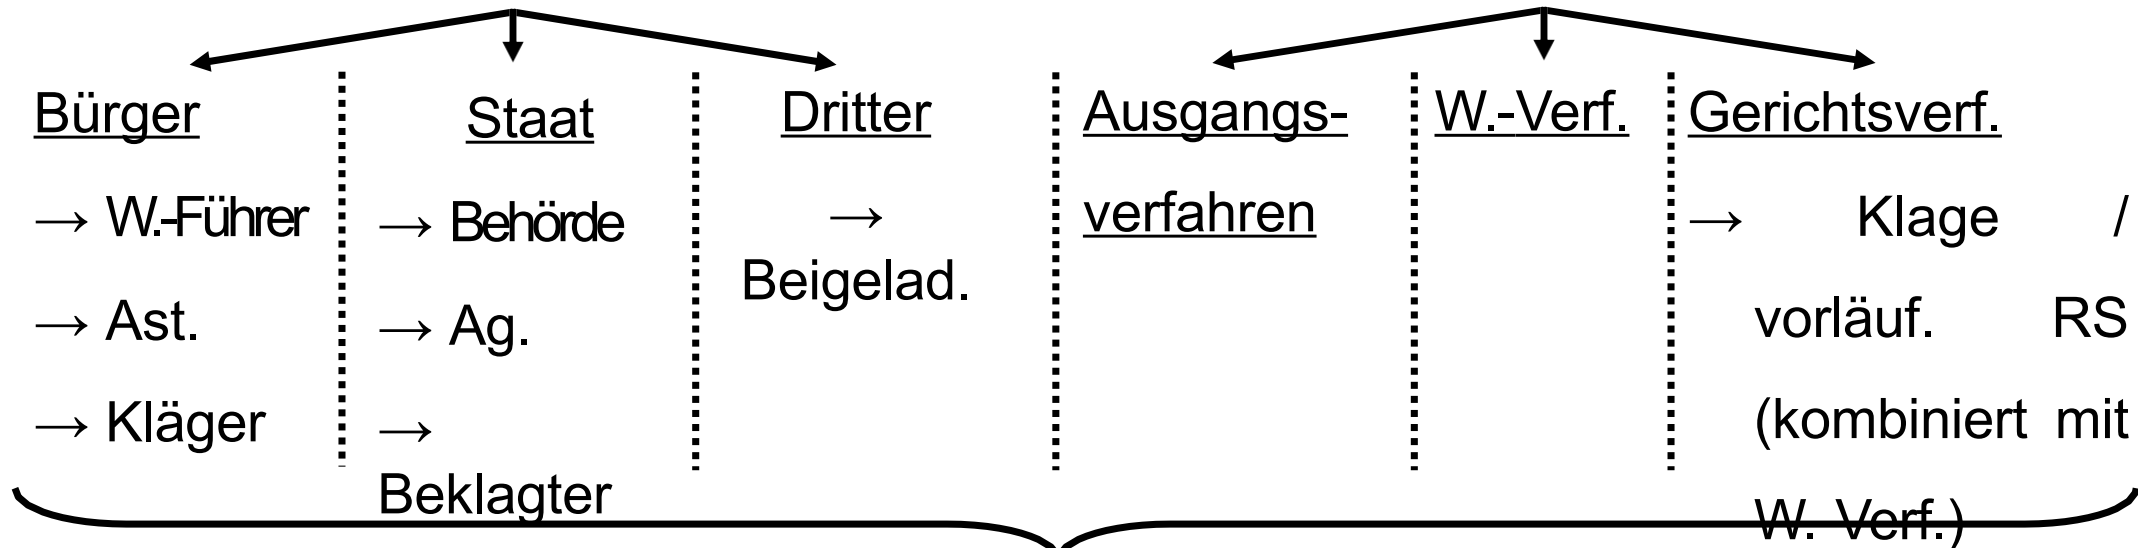 Bürger
→ W.-Führer
→ Ast.
→ Kläger
Staat
→ Behörde
→ Ag.
→
Beklagter
Dritter
→
Beigelad.
Ausgangs-
verfahren
W.-Verf.
Gerichtsverf.
→ Klage /
vorläuf. RS
(kombiniert mit
W. Verf.)